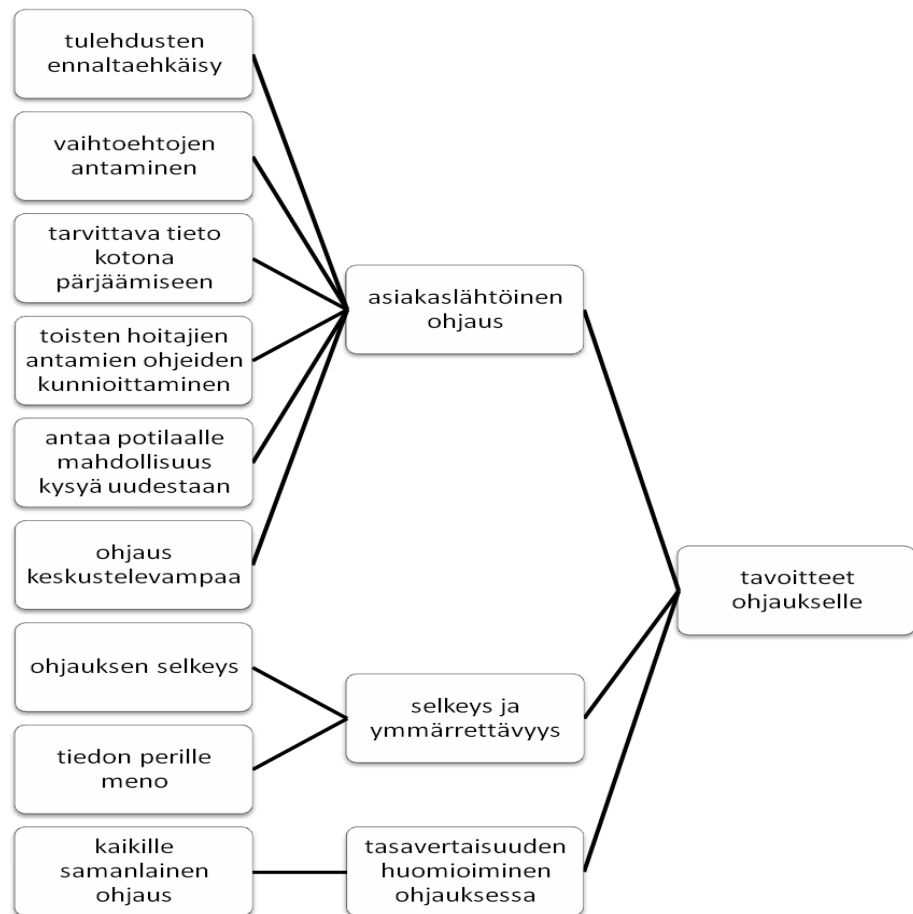 tulehdusten
ennaltaehkäisy
vaihtoehtojen
antaminen
tarvittava tieto
kotona
pärjäämiseen
toisten hoitajien
antamien ohjeiden
kunnioittaminen
antaa potilaalle
mahdollisuus
kysyä uudestaan
ohjaus
keskustelevampaa
ohjauksen selkeys
tiedon perille
meno
kaikille
samanlainen
ohjaus
asiakaslähtöinen
ohjaus
selkeys ja
ymmärrettävyys
tasavertaisuuden
huomioiminen
ohjauksessa
tavoitteet
ohjaukselle